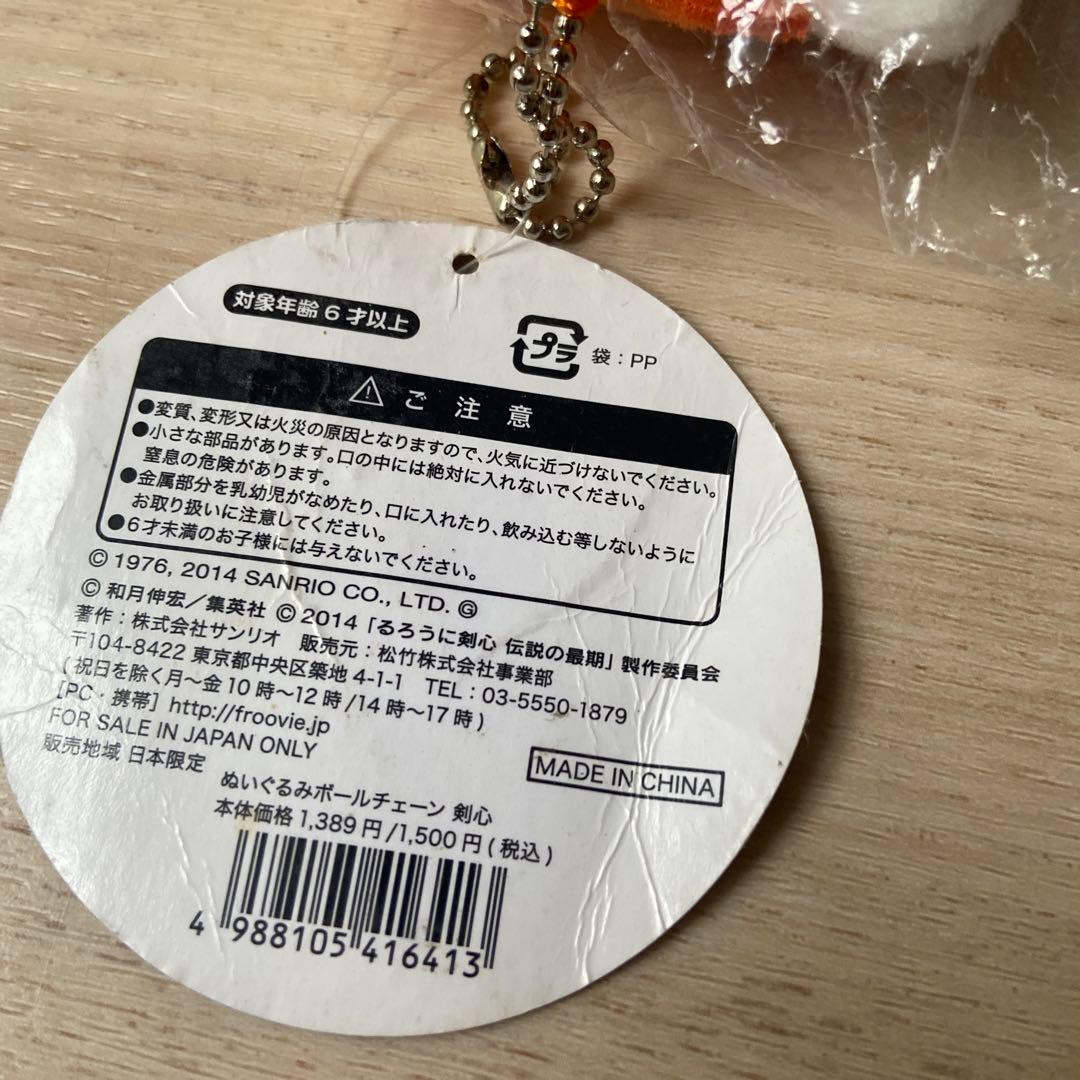 対象年齢6才以上
プラ 袋：PP
ご注意
●変質、変形又は火災の原因となりますので、火気に近づけないでください。
●小さな部品があります。口の中には絶対に入れないでください。
窒息の危険があります。
●金属部分を乳幼児がなめたり、口に入れたり、飲み込む等しないように
お取り扱いに注意してください。
●6才未満のお子様には与えないでください。
© 1976, 2014 SANRIO CO., LTD. Ⓖ
© 和月伸宏／集英社 © 2014「るろうに剣心 伝説の最期」製作委員会
著作：株式会社サンリオ 販売元：松竹株式会社事業部
〒104-8422 東京都中央区築地 4-1-1 TEL：03-5550-1879
(祝日を除く月〜金10時〜12時/14時〜17時)
[PC・携帯] http://froovie.jp
FOR SALE IN JAPAN ONLY
販売地域 日本限定
MADE IN CHINA
ぬいぐるみボールチェーン 剣心
本体価格 1,389円/1,500円(税込)
4 988105 416413